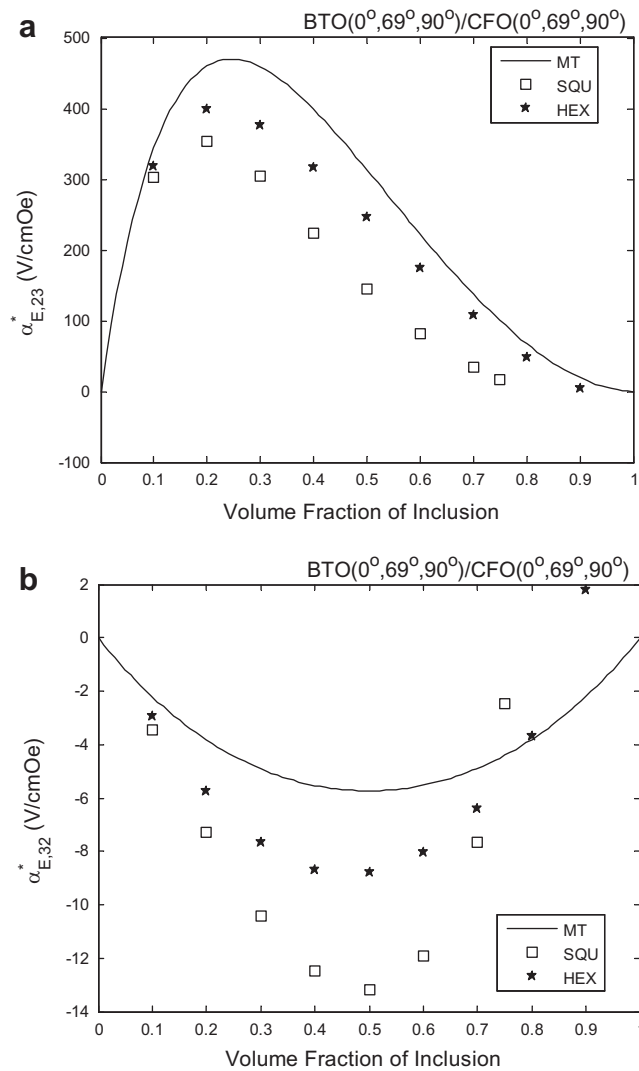 a
BTO(0°,69°,90°)/CFO(0°,69°,90°)
500
400
300
200
100
0
-100
α*E,23 (V/cmOe)
MT
SQU
HEX
0 0.1 0.2 0.3 0.4 0.5 0.6 0.7 0.8 0.9 1
Volume Fraction of Inclusion
b
BTO(0°,69°,90°)/CFO(0°,69°,90°)
2
0
-2
-4
-6
-8
-10
-12
-14
α*E,32 (V/cmOe)
MT
SQU
HEX
0 0.1 0.2 0.3 0.4 0.5 0.6 0.7 0.8 0.9 1
Volume Fraction of Inclusion